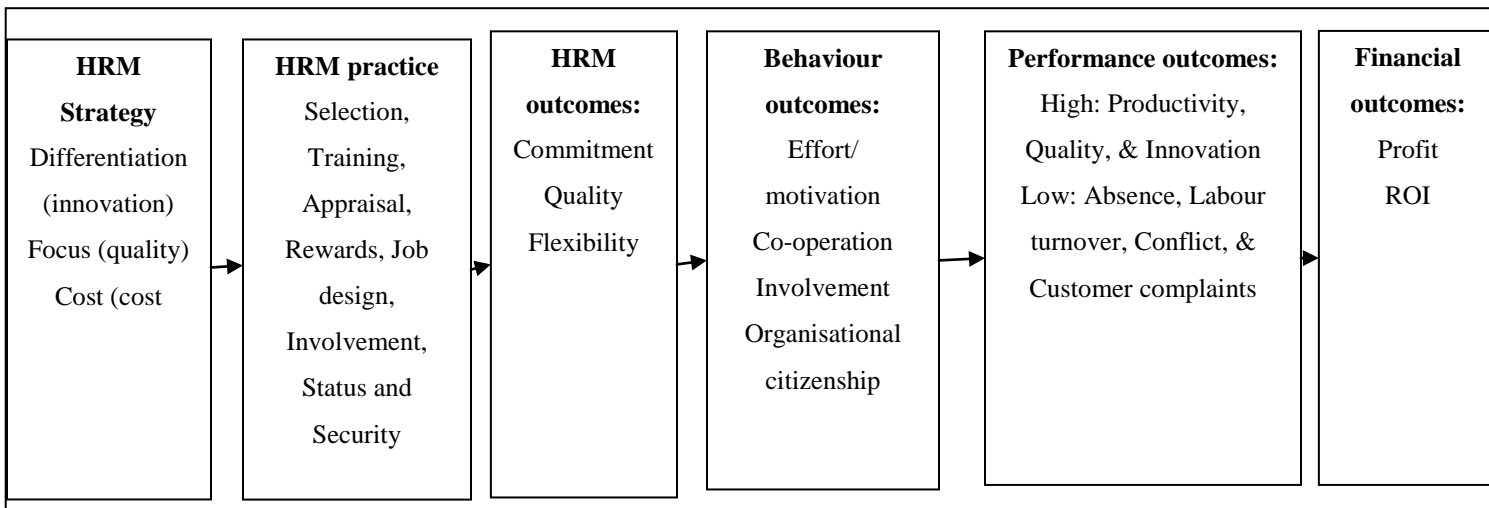 HRM
Strategy
Differentiation
(innovation)
Focus (quality)
Cost (cost
HRM practice
Selection,
Training,
Appraisal,
Rewards, Job
design,
Involvement,
Status and
Security
HRM
outcomes:
Commitment
Quality
Flexibility
Behaviour
outcomes:
Effort/
motivation
Co-operation
Involvement
Organisational
citizenship
Performance outcomes:
High: Productivity,
Quality, & Innovation
Low: Absence, Labour
turnover, Conflict, &
Customer complaints
Financial
outcomes:
Profit
ROI